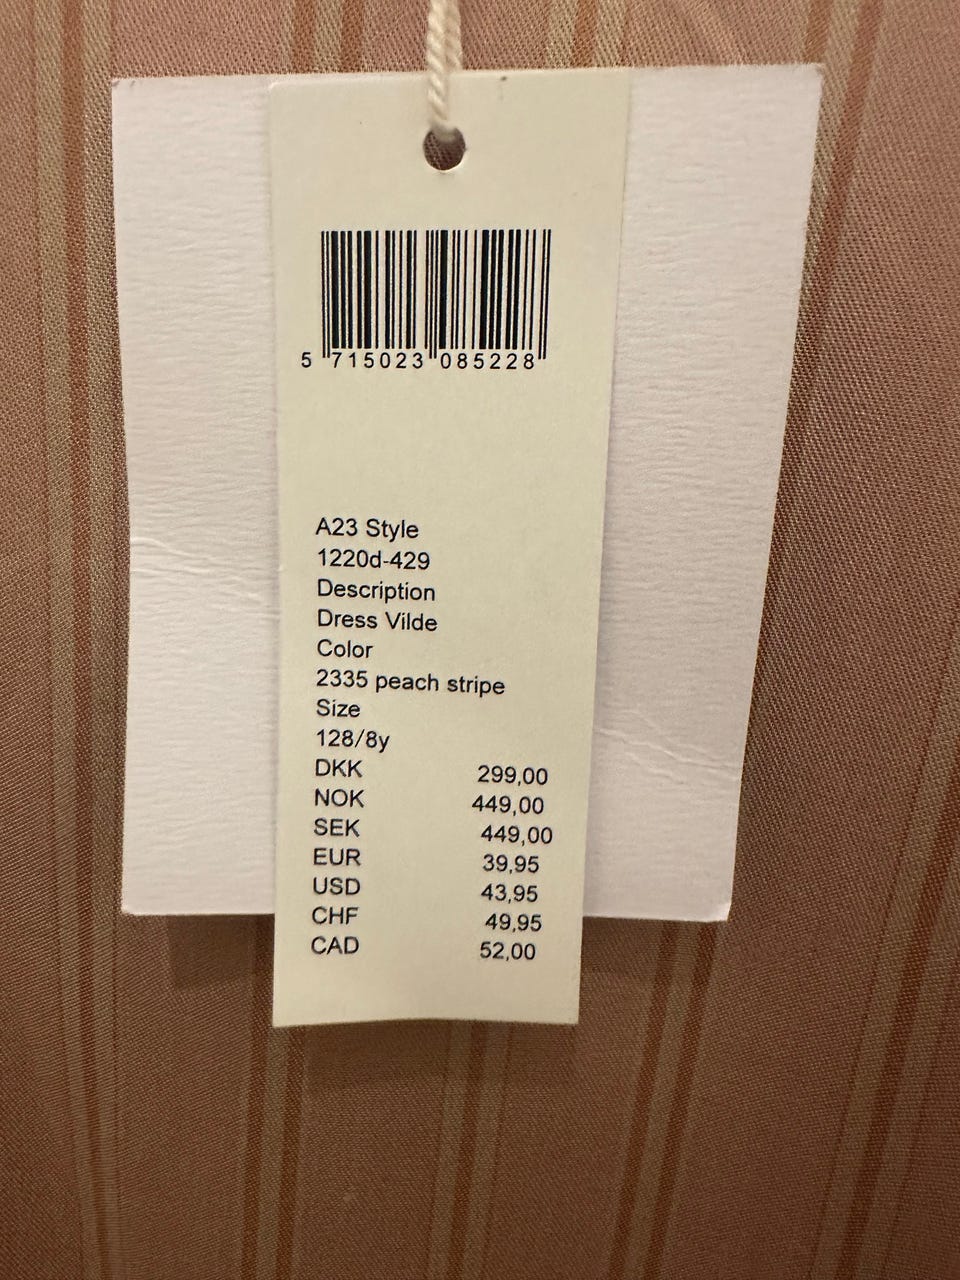 5 715023 085228
A23 Style
1220d-429
Description
Dress Vilde
Color
2335 peach stripe
Size
128/8y
DKK 299,00
NOK 449,00
SEK 449,00
EUR 39,95
USD 43,95
CHF 49,95
CAD 52,00